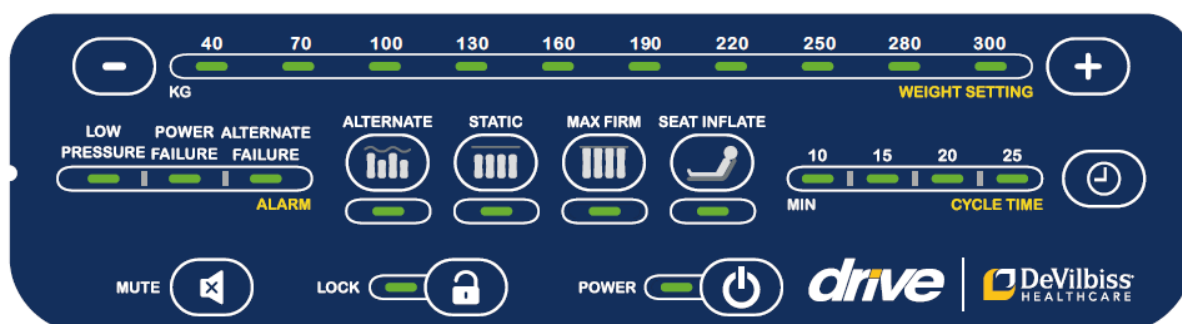 - 40 70 100 130 160 190 220 250 280 300 +
KG WEIGHT SETTING
LOW PRESSURE
POWER FAILURE
ALTERNATE FAILURE
ALARM
ALTERNATE
STATIC
MAX FIRM
SEAT INFLATE
10 15 20 25
MIN CYCLE TIME
MUTE
LOCK
POWER
drive
DeVilbiss
HEALTHCARE